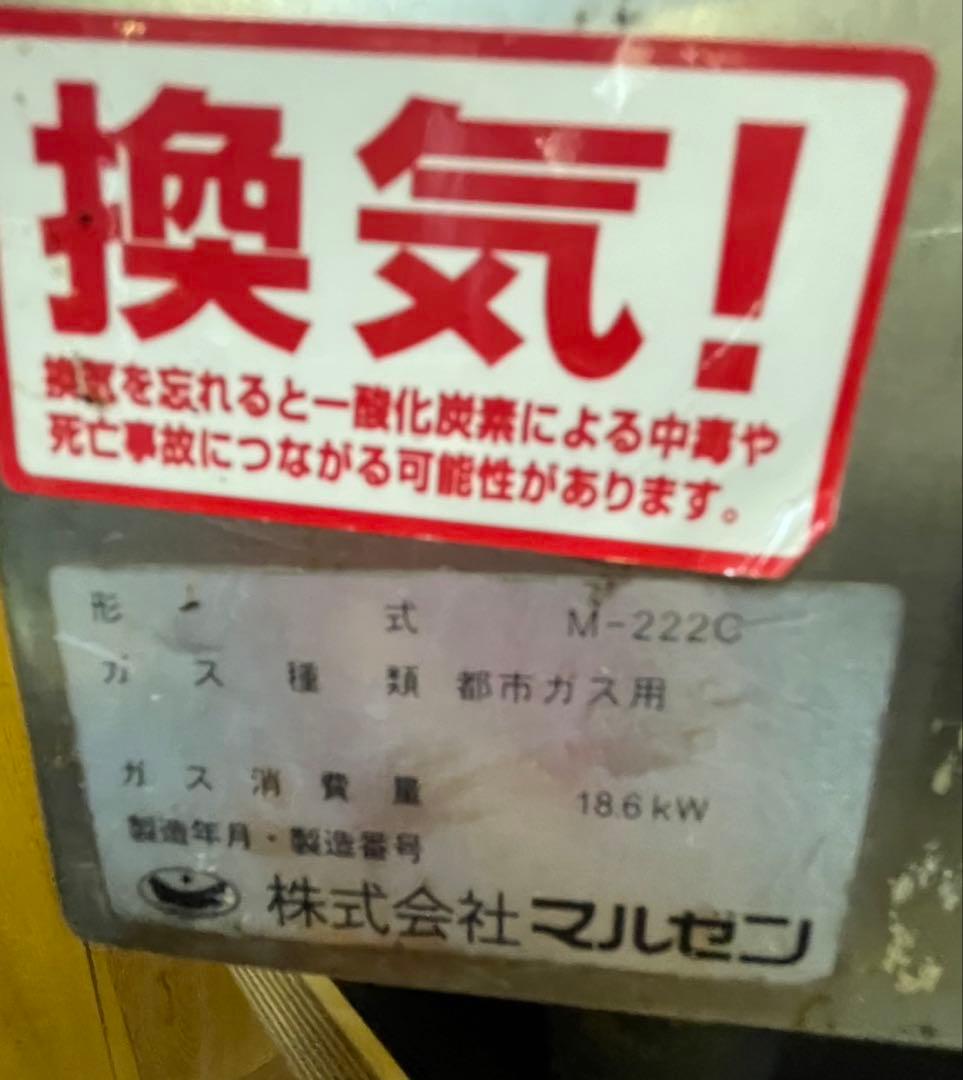 換気!
換気を忘れると一酸化炭素による中毒や
死亡事故につながる可能性があります。
形 式 M-222C
ガス種類 都市ガス用
ガス消費量 18.6kW
製造年月・製造番号
株式会社マルゼン